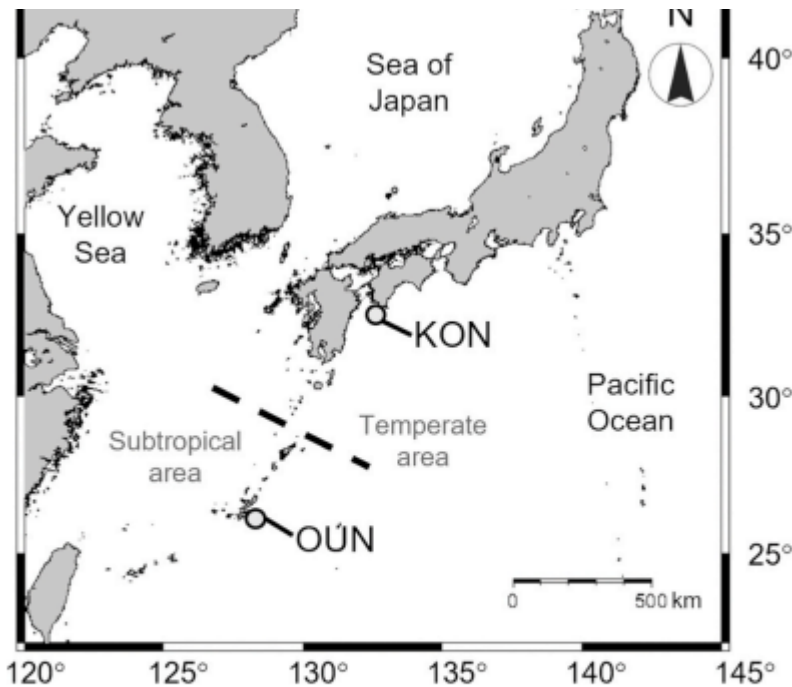 N
40°
Sea of
Japan
Yellow
Sea
35°
KON
Pacific
Ocean
30°
Subtropical
area
Temperate
area
OUN
25°
0 500 km
120° 125° 130° 135° 140° 145°